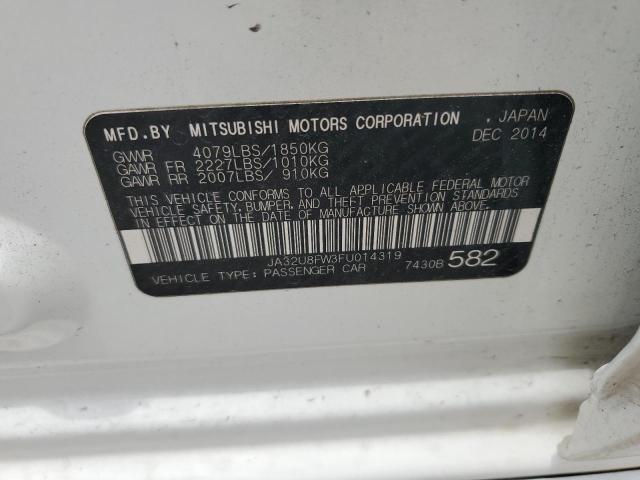 MFD.BY MITSUBISHI MOTORS CORPORATION . JAPAN
GVWR 4079LBS/1850KG DEC 2014
GAWR FR 2227LBS/1010KG
GAWR RR 2007LBS/ 910KG
THIS VEHICLE CONFORMS TO ALL APPLICABLE FEDERAL MOTOR
VEHICLE SAFETY, BUMPER, AND THEFT PREVENTION STANDARDS
IN EFFECT ON THE DATE OF MANUFACTURE SHOWN ABOVE.
JA32U8FW3FU014319
VEHICLE TYPE: PASSENGER CAR 7430B 582